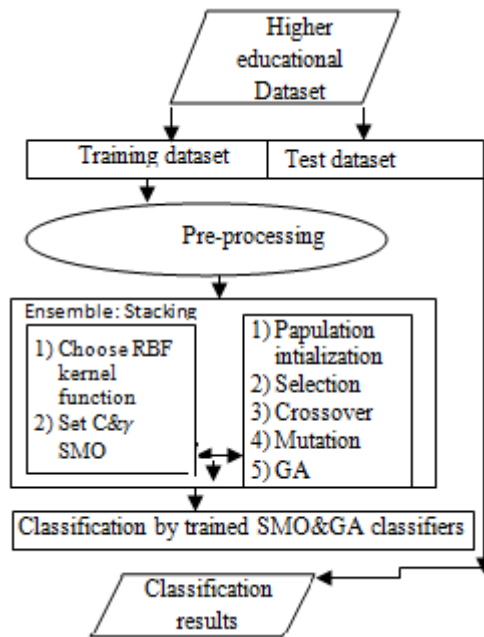 Higher
educational
Dataset
Training dataset
Test dataset
Pre-processing
Ensemble: Stacking
1) Choose RBF
kernel
function
2) Set C&γ
SMO
1) Papulation
intialization
2) Selection
3) Crossover
4) Mutation
5) GA
Classification by trained SMO&GA classifiers
Classification
results